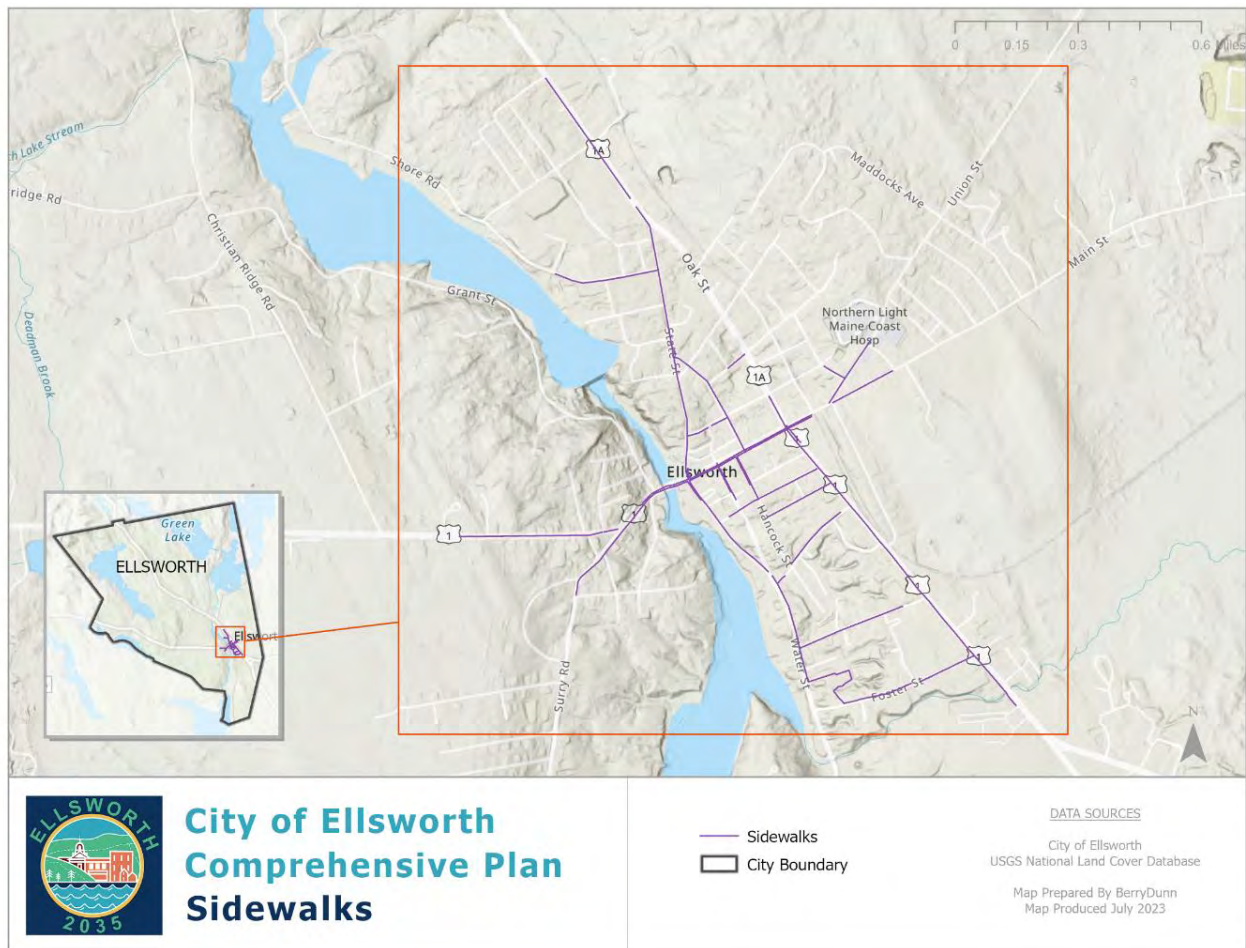 0 0.15 0.3 0.6 Miles
h Lake Stream
ridge Rd
Christian Ridge Rd
Deadman Brook
Shore Rd
Grant St
1A
Oak St
State St
Maddocks Ave
Union St
Main St
Northern Light
Maine Coast
Hosp
1A
1
Ellsworth
1
1
1
Hancock St
1
1
Water St
Foster St
Surry Rd
N
Green
Lake
ELLSWORTH
Ellswort
ELLSWORTH
2035
City of Ellsworth
Comprehensive Plan
Sidewalks
Sidewalks
City Boundary
DATA SOURCES
City of Ellsworth
USGS National Land Cover Database
Map Prepared By BerryDunn
Map Produced July 2023